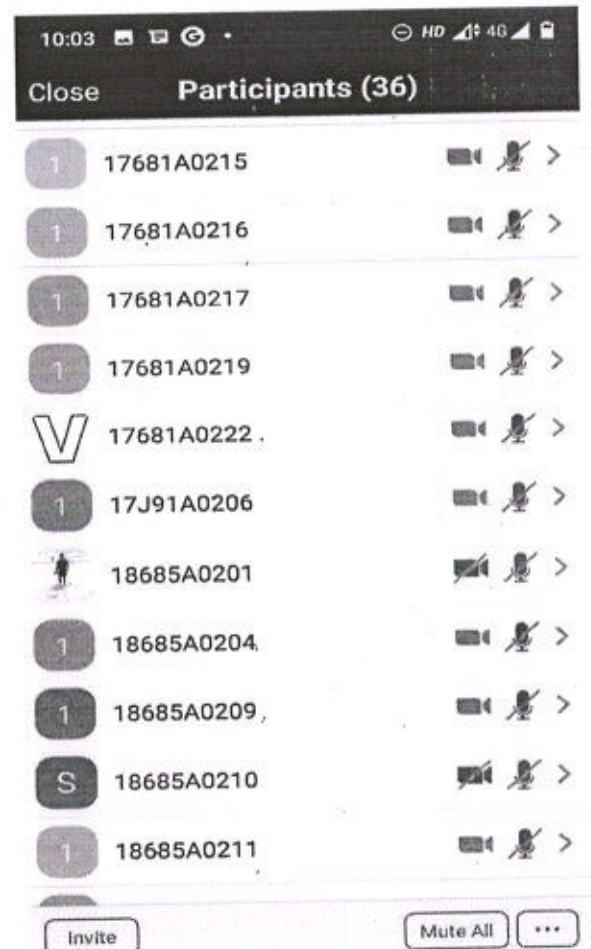 10:03 G HD 4G
Close Participants (36)
1 17681A0215
1 17681A0216
1 17681A0217
1 17681A0219
V 17681A0222
1 17J91A0206
18685A0201
1 18685A0204
1 18685A0209
S 18685A0210
1 18685A0211
Invite Mute All ...